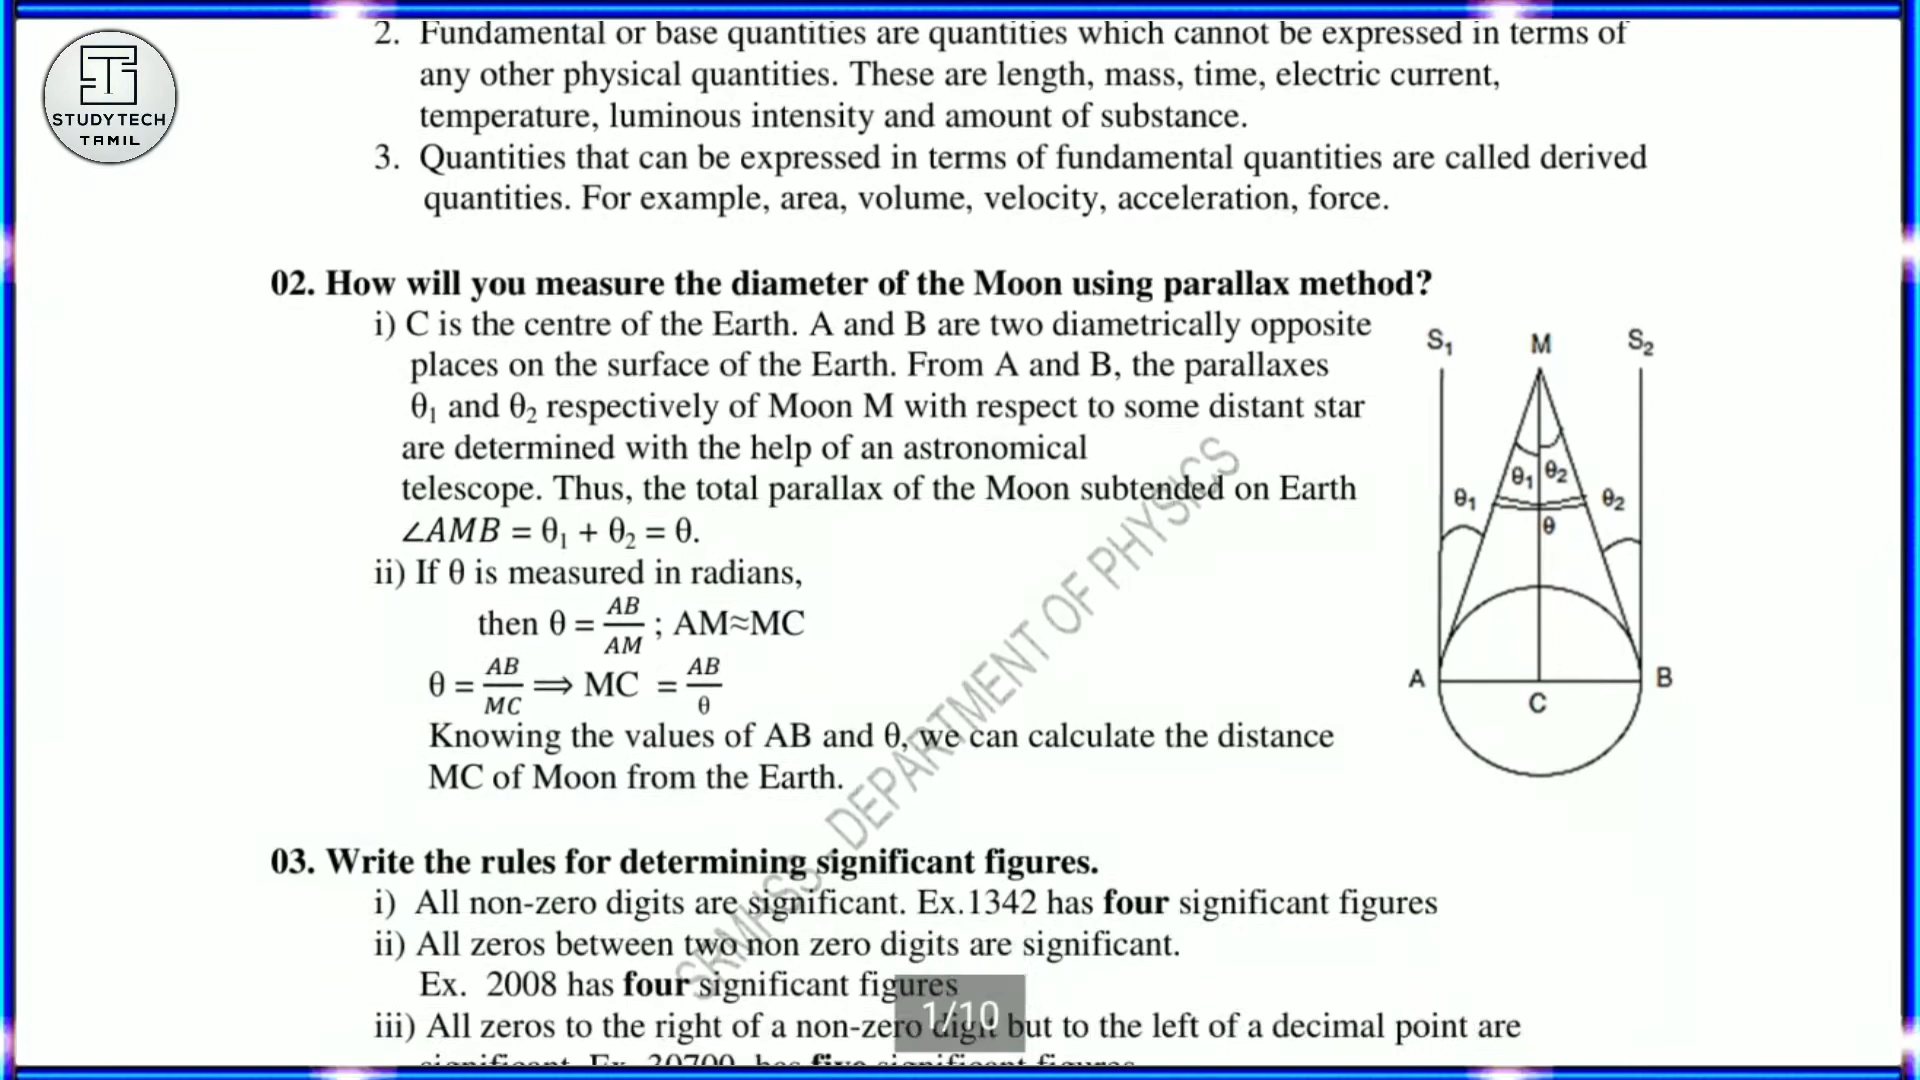 STUDYTECH
TAMIL
2. Fundamental or base quantities are quantities which cannot be expressed in terms of
any other physical quantities. These are length, mass, time, electric current,
temperature, luminous intensity and amount of substance.
3. Quantities that can be expressed in terms of fundamental quantities are called derived
quantities. For example, area, volume, velocity, acceleration, force.
02. How will you measure the diameter of the Moon using parallax method?
i) C is the centre of the Earth. A and B are two diametrically opposite
places on the surface of the Earth. From A and B, the parallaxes
θ₁ and θ₂ respectively of Moon M with respect to some distant star
are determined with the help of an astronomical
telescope. Thus, the total parallax of the Moon subtended on Earth
∠AMB = θ₁ + θ₂ = θ.
ii) If θ is measured in radians,
then θ = AB/AM ; AM≈MC
θ = AB/MC ⟹ MC = AB/θ
Knowing the values of AB and θ, we can calculate the distance
MC of Moon from the Earth.
S₁ M S₂
θ₁ θ₂
θ₁ θ₂
θ
A B
C
03. Write the rules for determining significant figures.
i) All non-zero digits are significant. Ex.1342 has four significant figures
ii) All zeros between two non zero digits are significant.
Ex. 2008 has four significant figures
iii) All zeros to the right of a non-zero digit but to the left of a decimal point are
significant. Ex. 30700 has five significant figures
1/10
SRMHSS - DEPARTMENT OF PHYSICS